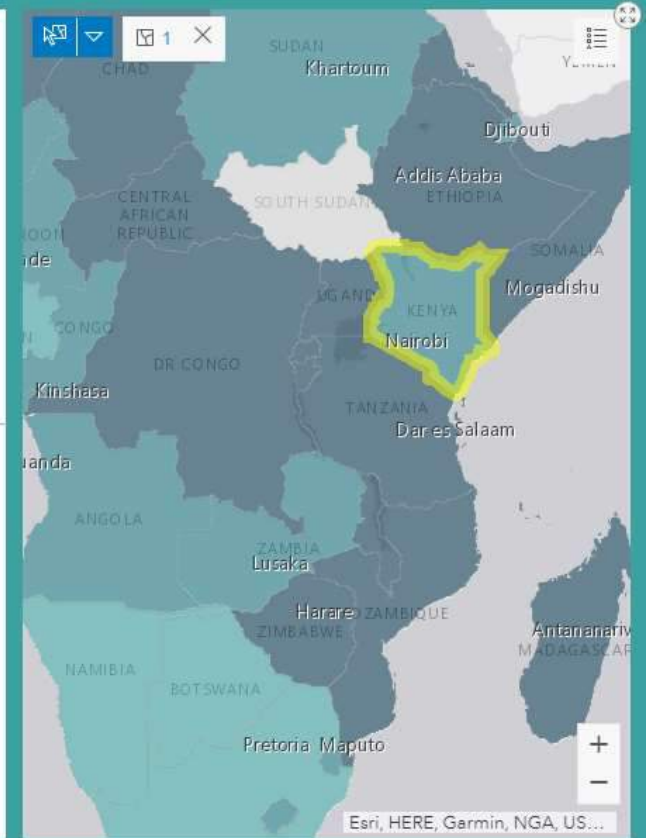 1
SUDAN
Khartoum
CHAD
Djibouti
Addis Ababa
ETHIOPIA
CENTRAL
AFRICAN
REPUBLIC
SOUTH SUDAN
SOMALIA
Mogadishu
KENYA
Nairobi
CONGO
DR CONGO
Kinshasa
TANZANIA
Dar es Salaam
ANGOLA
ZAMBIA
Lusaka
Harare
ZIMBABWE
Antananariv
MADAGASCAR
NAMIBIA
BOTSWANA
Pretoria Maputo
+
−
Esri, HERE, Garmin, NGA, US...